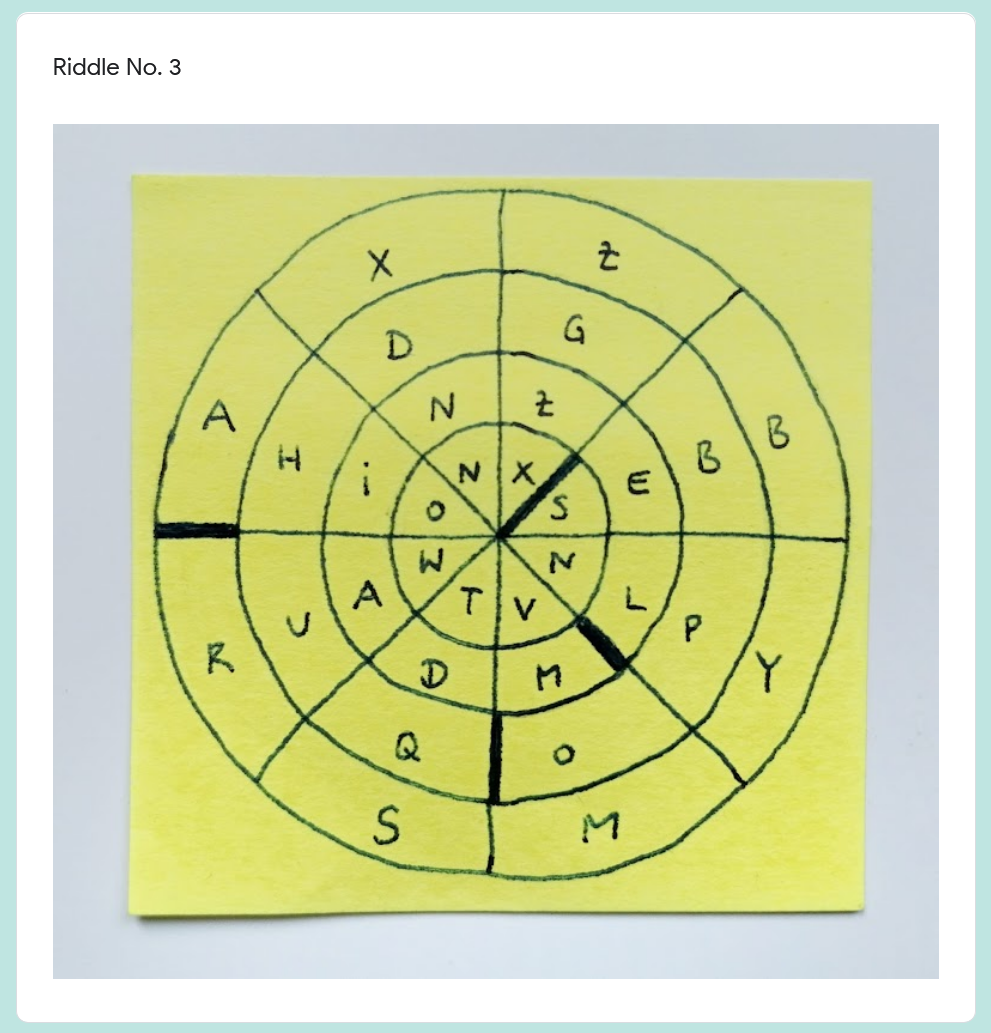 Riddle No. 3
X Z
D G
A N Z B
H i N X E B
O S
W N
A T V L P
U D M Y
R Q O
S M